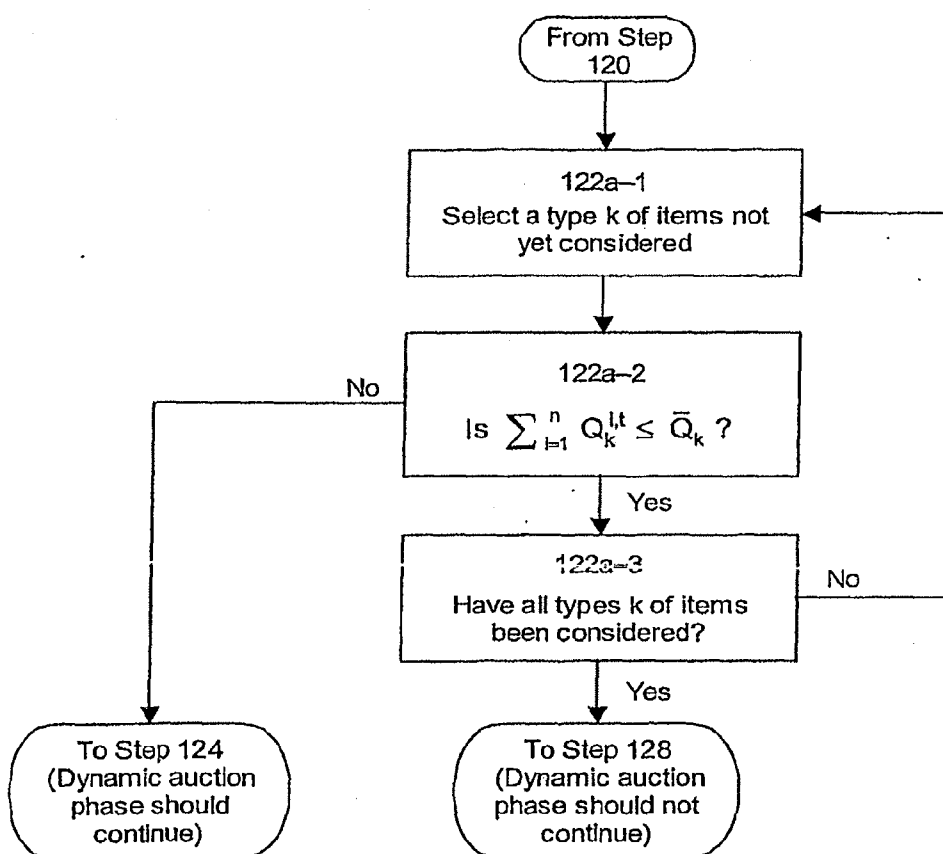 From Step
120
122a–1
Select a type k of items not
yet considered
No
122a–2
Is ∑ⁿᵢ₌₁ Qₖⁱ,ᵗ ≤ Q̄ₖ ?
Yes
122a–3
Have all types k of items
been considered?
No
Yes
To Step 124
(Dynamic auction
phase should
continue)
To Step 128
(Dynamic auction
phase should not
continue)